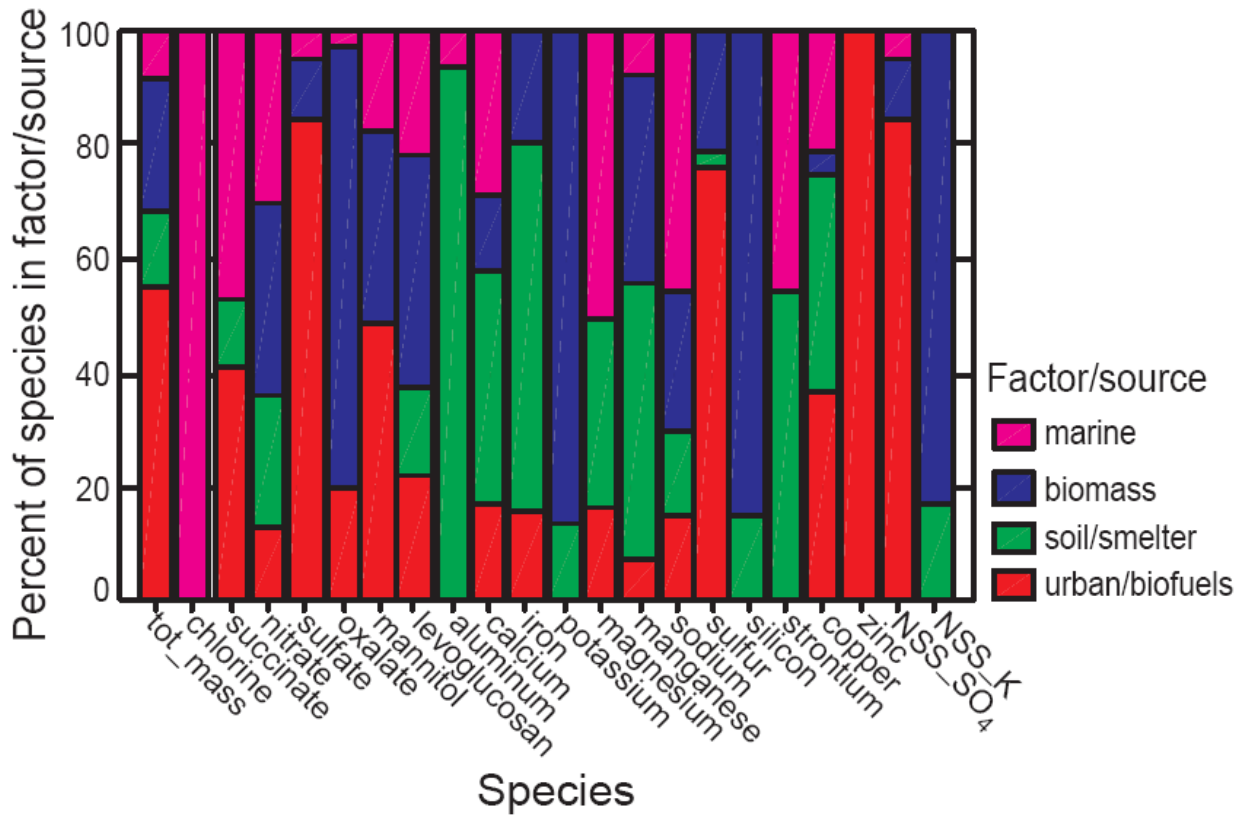 Percent of species in factor/source
100
80
60
40
20
0
tot_mass
chlorine
succinate
nitrate
sulfate
oxalate
mannitol
levoglucosan
aluminum
calcium
iron
potassium
magnesium
manganese
sodium
sulfur
silicon
strontium
copper
zinc
NSS_SO₄
NSS_K
Species
Factor/source
marine
biomass
soil/smelter
urban/biofuels